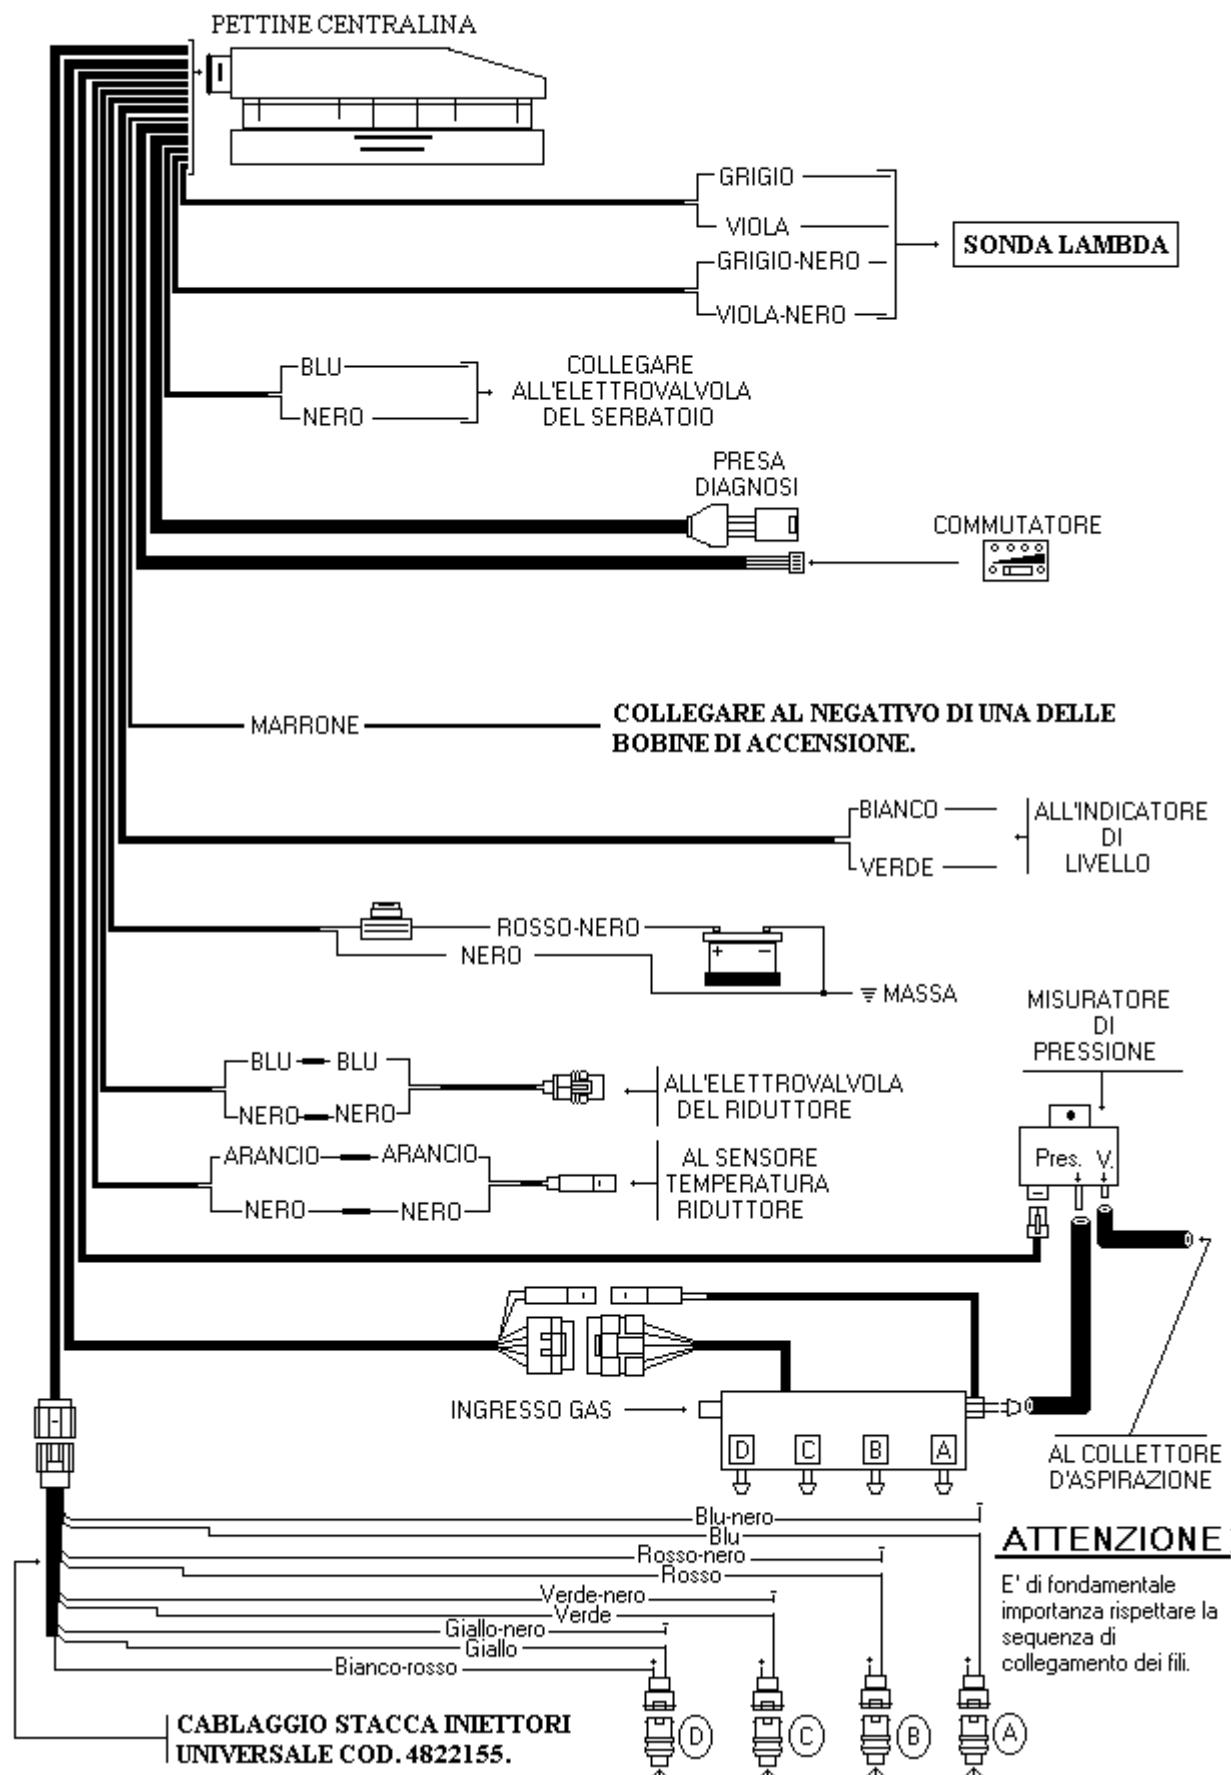 PETTINE CENTRALINA
GRIGIO
VIOLA
SONDA LAMBDA
GRIGIO-NERO
VIOLA-NERO
BLU
NERO
COLLEGARE
ALL'ELETTROVALVOLA
DEL SERBATOIO
PRESA
DIAGNOSI
COMMUTATORE
MARRONE
COLLEGARE AL NEGATIVO DI UNA DELLE
BOBINE DI ACCENSIONE.
BIANCO
VERDE
ALL'INDICATORE
DI
LIVELLO
ROSSO-NERO
NERO
+ −
MASSA
MISURATORE
DI
PRESSIONE
Pres. V.
BLU BLU
NERO NERO
ALL'ELETTROVALVOLA
DEL RIDUTTORE
ARANCIO ARANCIO
NERO NERO
AL SENSORE
TEMPERATURA
RIDUTTORE
INGRESSO GAS
D C B A
AL COLLETTORE
D'ASPIRAZIONE
Blu-nero
Blu
Rosso-nero
Rosso
Verde-nero
Verde
Giallo-nero
Giallo
Bianco-rosso
ATTENZIONE:
E' di fondamentale
importanza rispettare la
sequenza di
collegamento dei fili.
+ + + +
D C B A
CABLAGGIO STACCA INIETTORI
UNIVERSALE COD. 4822155.